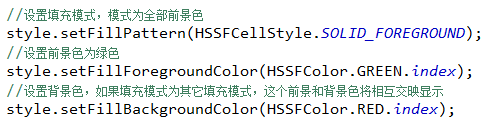 //设置填充模式，模式为全部前景色
style.setFillPattern(HSSFCellStyle.SOLID_FOREGROUND);
//设置前景色为绿色
style.setFillForegroundColor(HSSFColor.GREEN.index);
//设置背景色，如果填充模式为其它填充模式，这个前景和背景色将相互交映显示
style.setFillBackgroundColor(HSSFColor.RED.index);